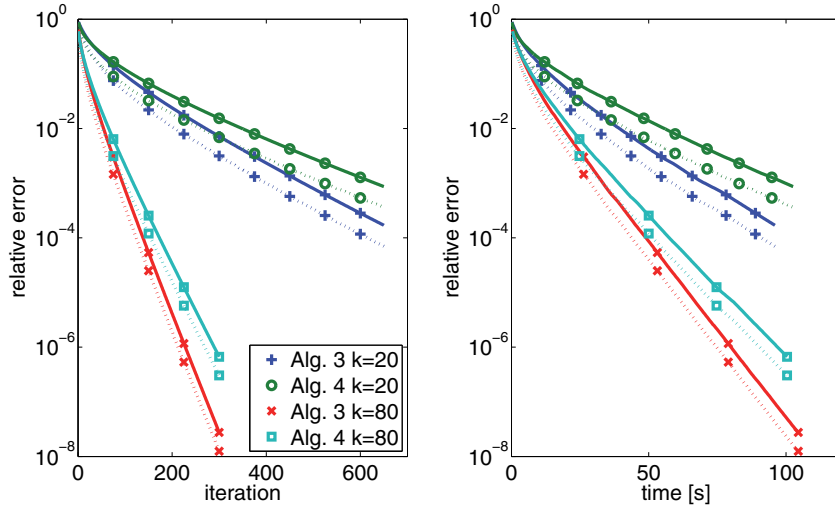 10^0
10^-2
10^-4
10^-6
10^-8
relative error
0 200 400 600
iteration
Alg. 3 k=20
Alg. 4 k=20
Alg. 3 k=80
Alg. 4 k=80
10^0
10^-2
10^-4
10^-6
10^-8
relative error
0 50 100
time [s]